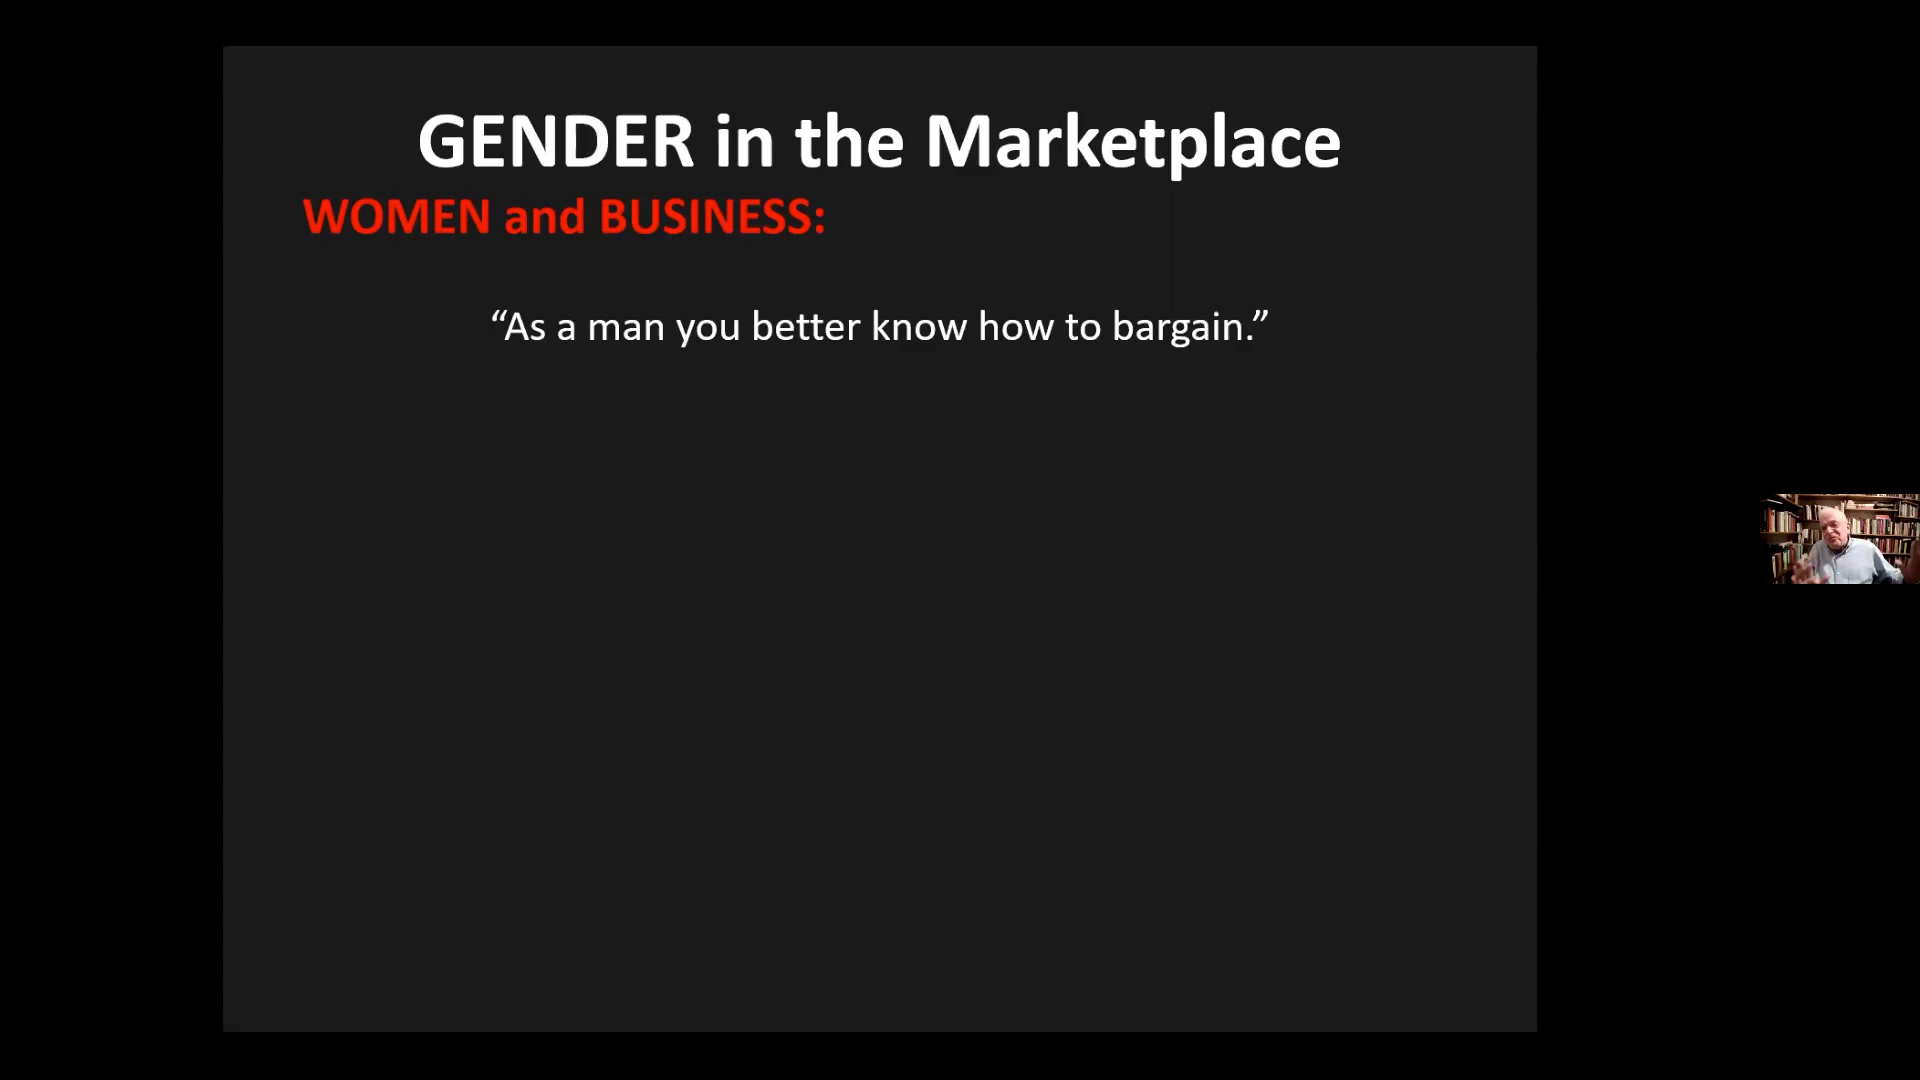 GENDER in the Marketplace
WOMEN and BUSINESS:
“As a man you better know how to bargain.”